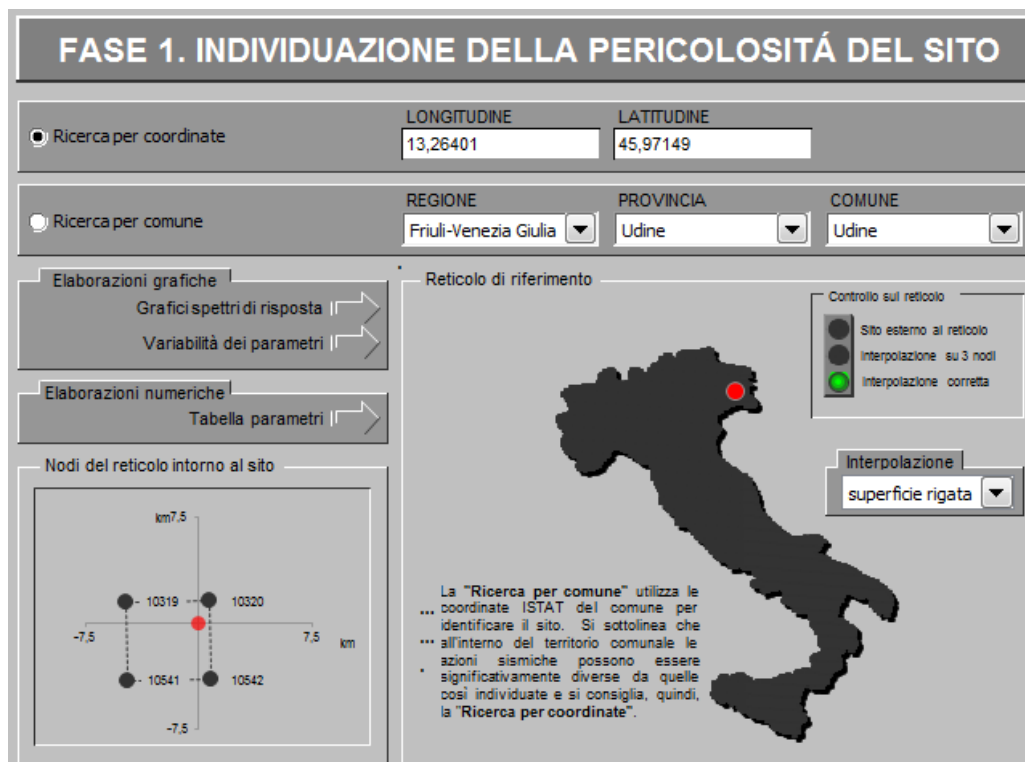 FASE 1. INDIVIDUAZIONE DELLA PERICOLOSITÁ DEL SITO
LONGITUDINE LATITUDINE
Ricerca per coordinate 13,26401 45,97149
REGIONE PROVINCIA COMUNE
Ricerca per comune Friuli-Venezia Giulia Udine Udine
Elaborazioni grafiche
Grafici spettri di risposta
Variabilità dei parametri
Elaborazioni numeriche
Tabella parametri
Nodi del reticolo intorno al sito
km 7,5
10319 10320
-7,5 7,5 km
10541 10542
-7,5
Reticolo di riferimento
Controllo sul reticolo
Sito esterno al reticolo
Interpolazione su 3 nodi
Interpolazione corretta
Interpolazione
superficie rigata
La "Ricerca per comune" utilizza le
coordinate ISTAT del comune per
identificare il sito. Si sottolinea che
all'interno del territorio comunale le
azioni sismiche possono essere
significativamente diverse da quelle
così individuate e si consiglia, quindi,
la "Ricerca per coordinate".